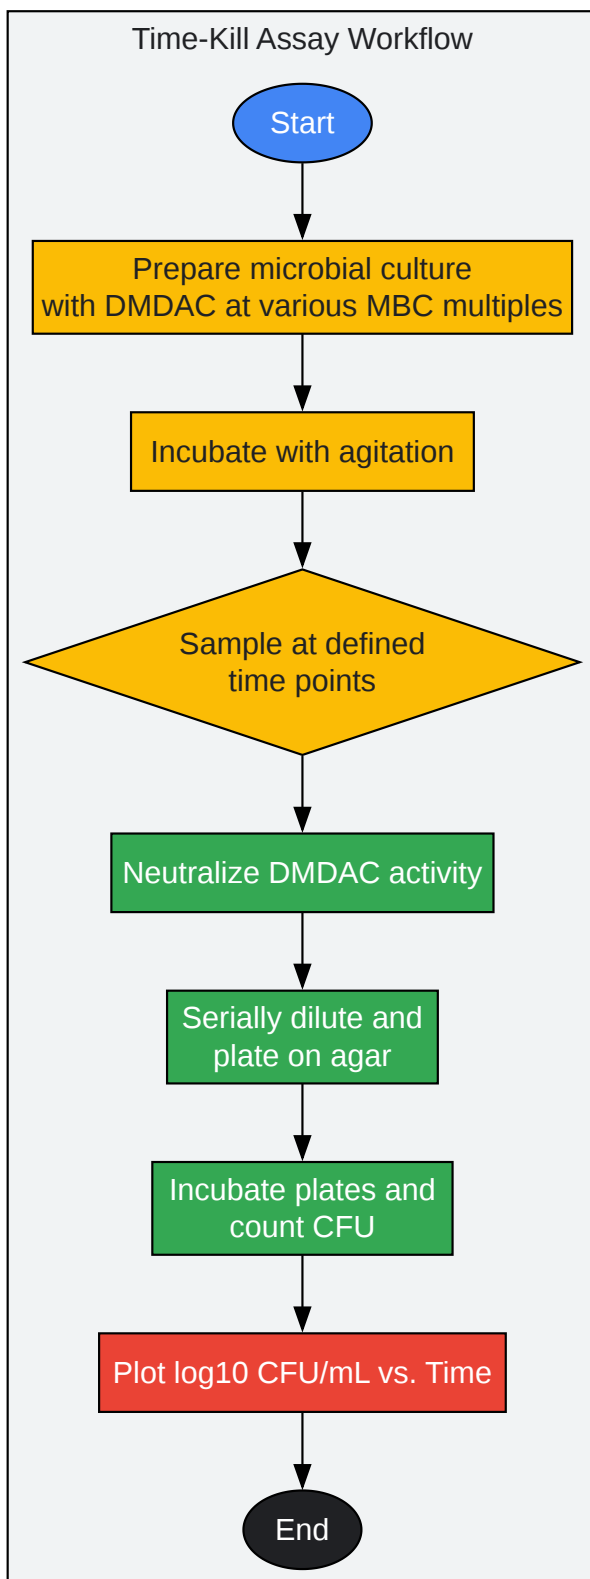 Time-Kill Assay Workflow
Start
Prepare microbial culture
with DMDAC at various MBC multiples
Incubate with agitation
Sample at defined
time points
Neutralize DMDAC activity
Serially dilute and
plate on agar
Incubate plates and
count CFU
Plot log10 CFU/mL vs. Time
End